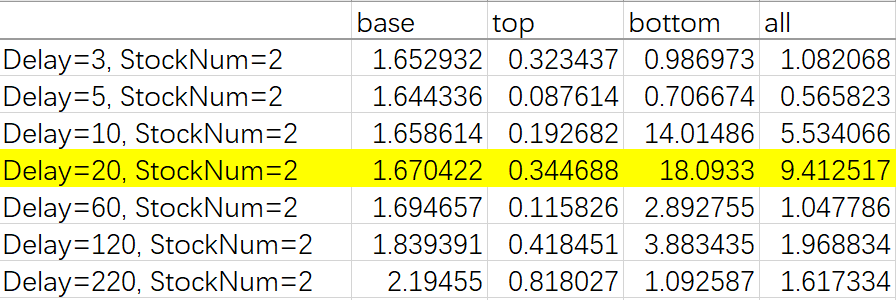 base top bottom all
Delay=3, StockNum=2 1.652932 0.323437 0.986973 1.082068
Delay=5, StockNum=2 1.644336 0.087614 0.706674 0.565823
Delay=10, StockNum=2 1.658614 0.192682 14.01486 5.534066
Delay=20, StockNum=2 1.670422 0.344688 18.0933 9.412517
Delay=60, StockNum=2 1.694657 0.115826 2.892755 1.047786
Delay=120, StockNum=2 1.839391 0.418451 3.883435 1.968834
Delay=220, StockNum=2 2.19455 0.818027 1.092587 1.617334